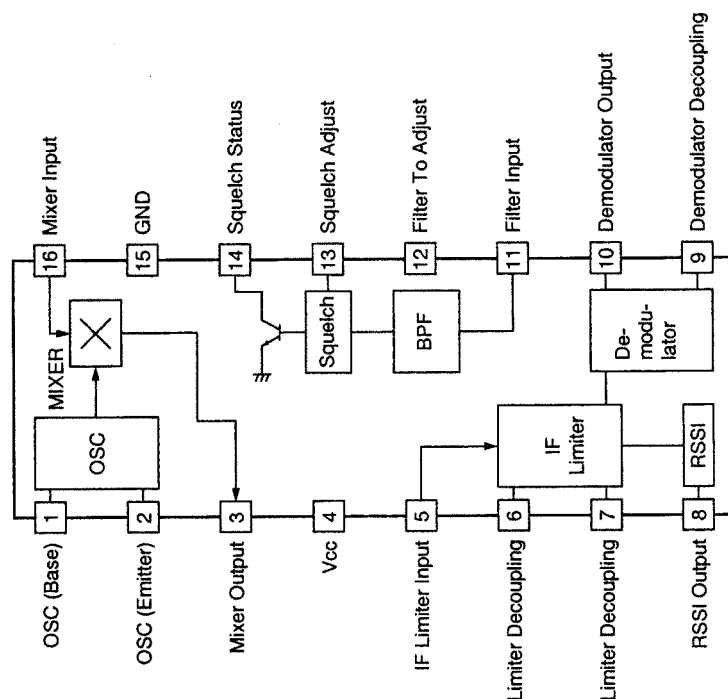 16
15
14
13
12
11
10
9
Mixer Input
GND
Squelch Status
Squelch Adjust
Filter To Adjust
Filter Input
Demodulator Output
Demodulator Decoupling
MIXER
OSC
Squelch
BPF
IF
Limiter
De-
modu-
lator
RSSI
1
2
3
4
5
6
7
8
OSC (Base)
OSC (Emitter)
Mixer Output
Vcc
IF Limiter Input
Limiter Decoupling
Limiter Decoupling
RSSI Output